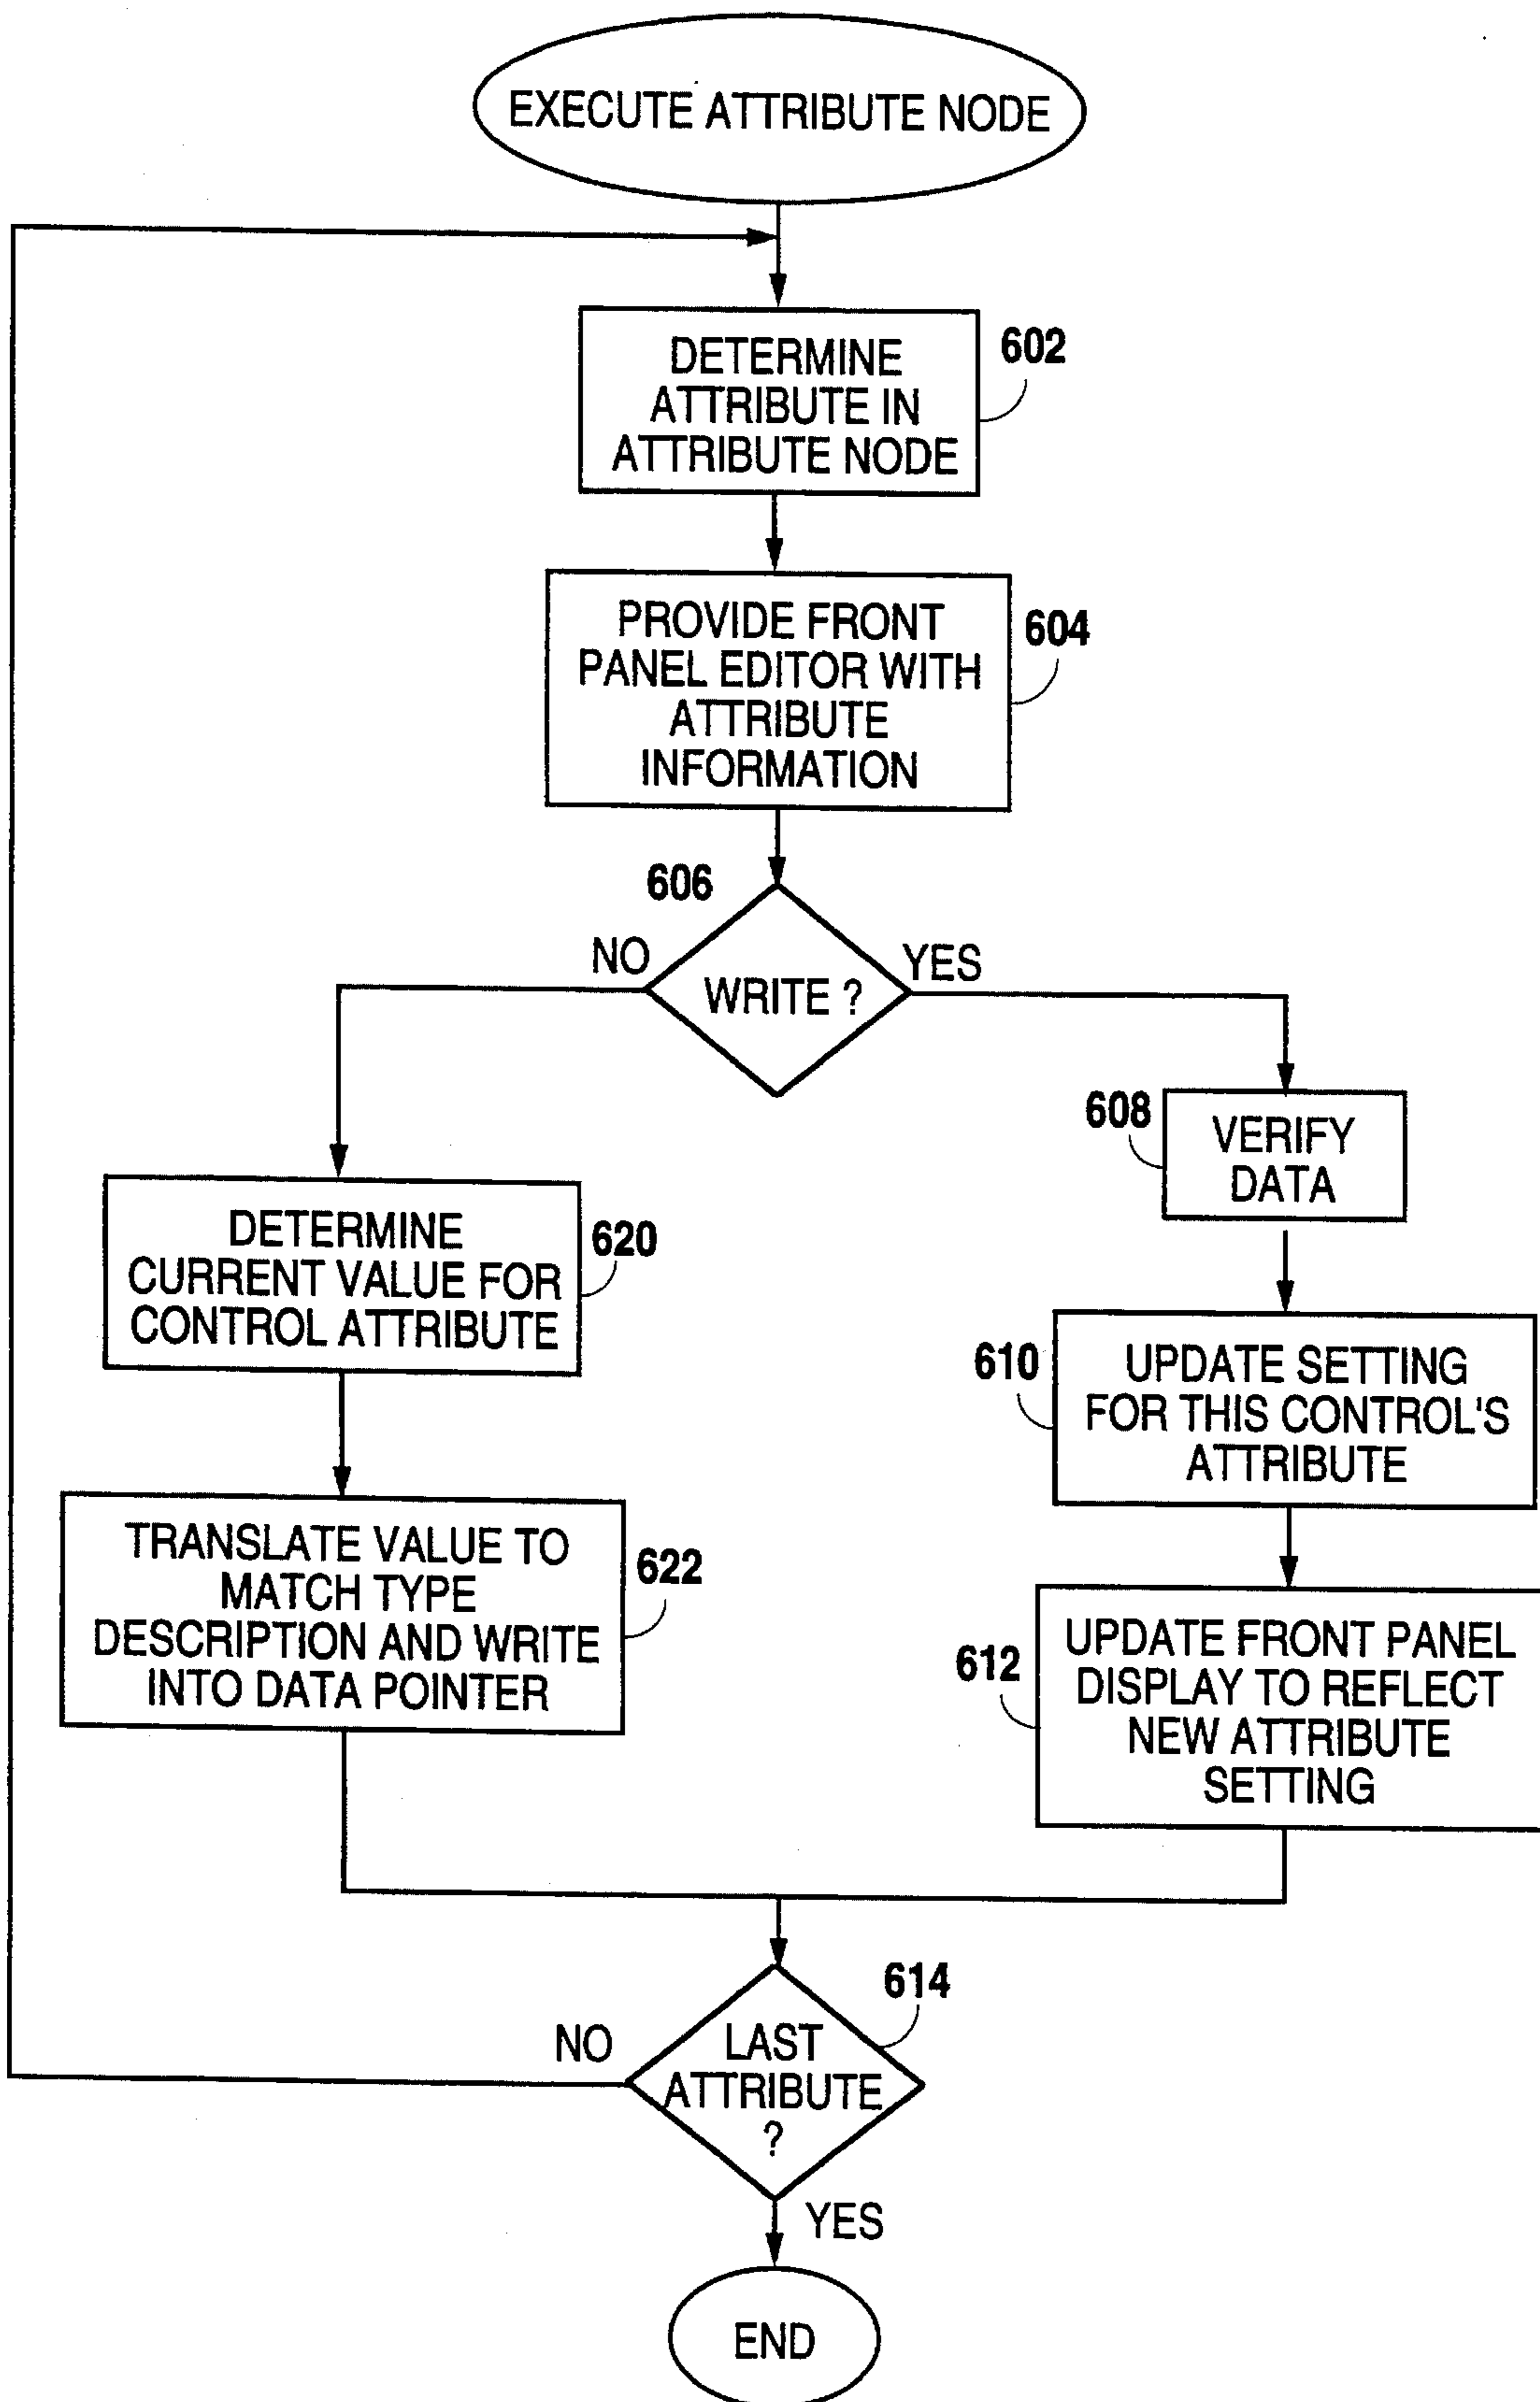 EXECUTE ATTRIBUTE NODE
DETERMINE
ATTRIBUTE IN
ATTRIBUTE NODE
602
PROVIDE FRONT
PANEL EDITOR WITH
ATTRIBUTE
INFORMATION
604
606
NO
WRITE ?
YES
608
VERIFY
DATA
DETERMINE
CURRENT VALUE FOR
CONTROL ATTRIBUTE
620
610
UPDATE SETTING
FOR THIS CONTROL'S
ATTRIBUTE
TRANSLATE VALUE TO
MATCH TYPE
DESCRIPTION AND WRITE
INTO DATA POINTER
622
612
UPDATE FRONT PANEL
DISPLAY TO REFLECT
NEW ATTRIBUTE
SETTING
614
NO
LAST
ATTRIBUTE
?
YES
END